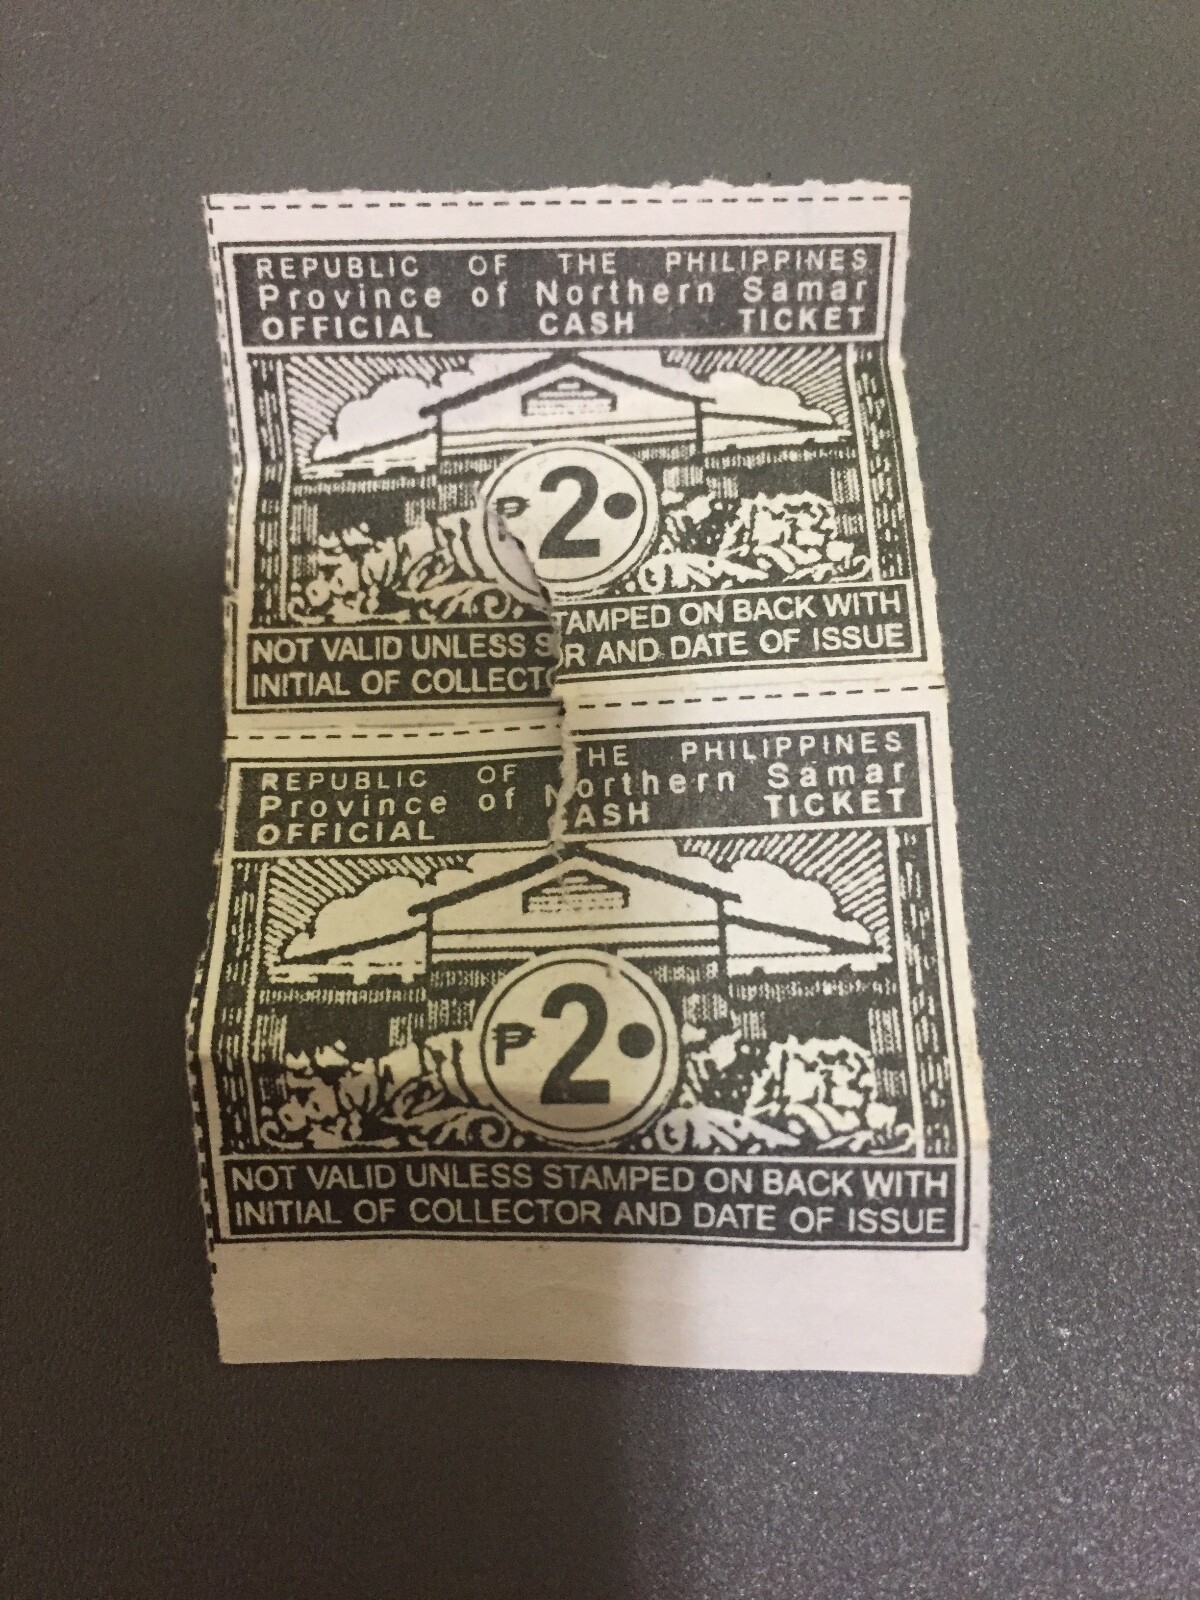 REPUBLIC OF THE PHILIPPINES
Province of Northern Samar
OFFICIAL CASH TICKET
₱2•
NOT VALID UNLESS STAMPED ON BACK WITH
INITIAL OF COLLECTOR AND DATE OF ISSUE
REPUBLIC OF THE PHILIPPINES
Province of Northern Samar
OFFICIAL CASH TICKET
₱2•
NOT VALID UNLESS STAMPED ON BACK WITH
INITIAL OF COLLECTOR AND DATE OF ISSUE